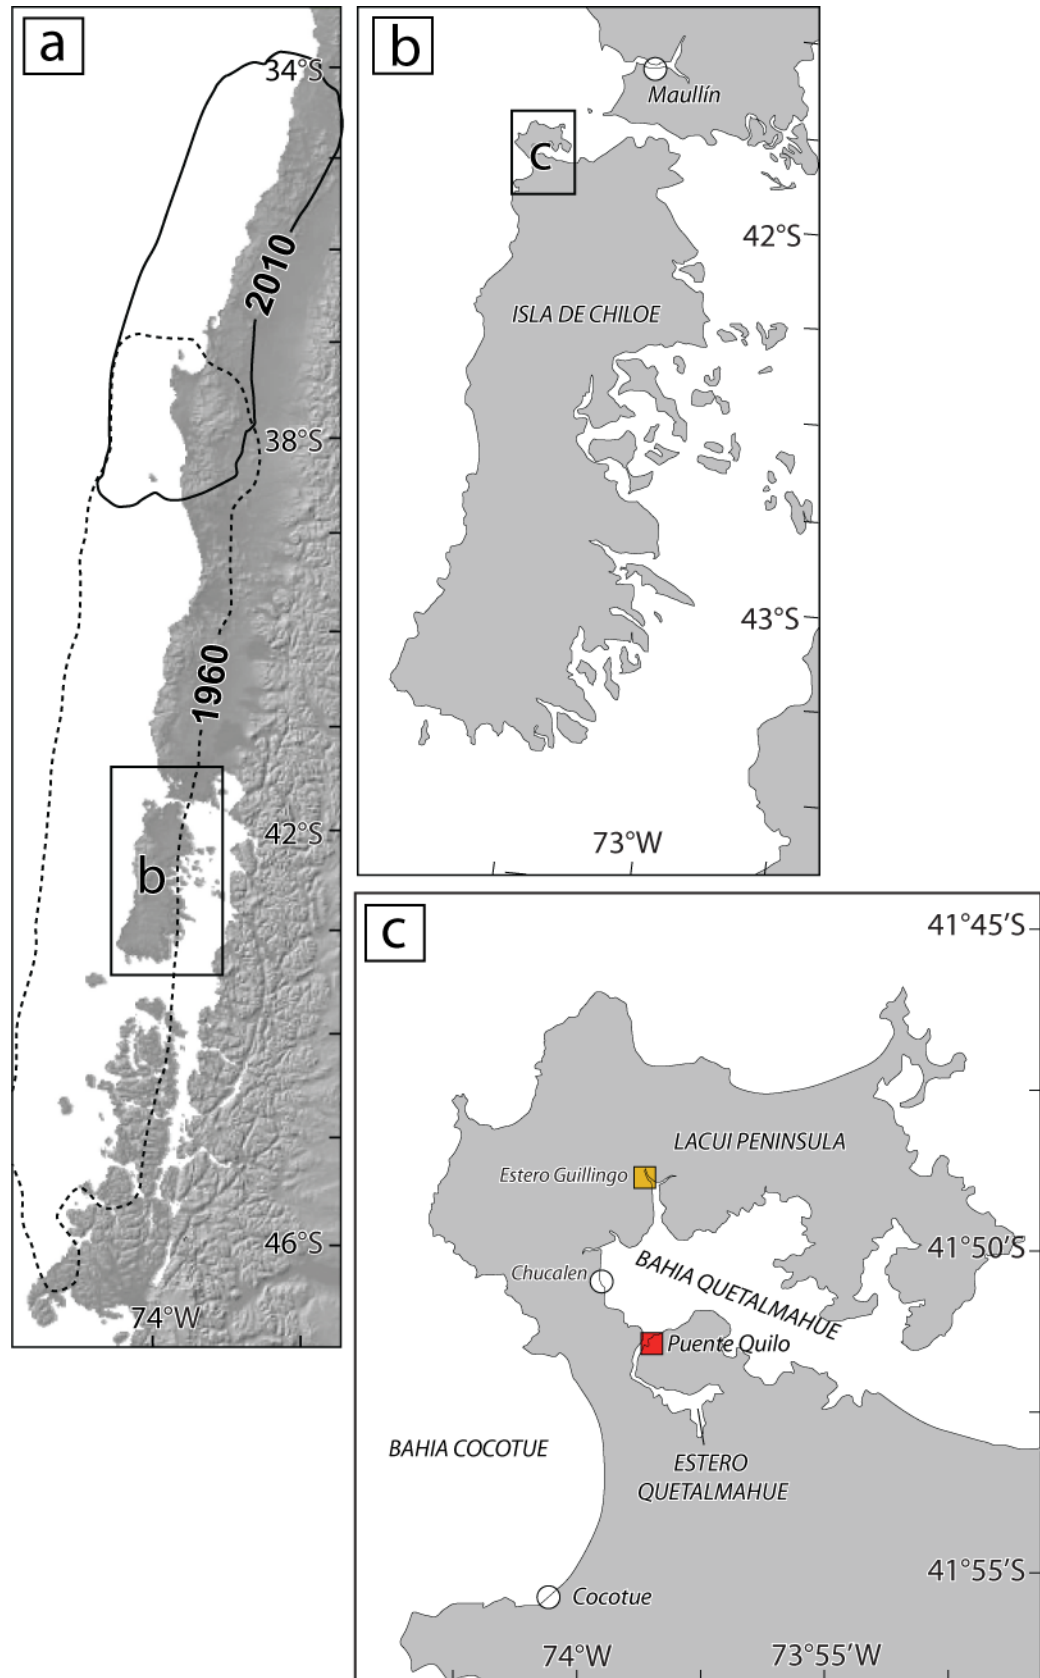 a
34°S
2010
38°S
1960
42°S
b
46°S
74°W
b
Maullín
c
42°S
ISLA DE CHILOE
43°S
73°W
c
41°45'S
LACUI PENINSULA
Estero Guillingo
41°50'S
BAHIA QUETALMAHUE
Chucalen
Puente Quilo
BAHIA COCOTUE
ESTERO
QUETALMAHUE
41°55'S
Cocotue
74°W
73°55'W